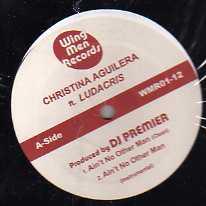 Wing
Men
Records
CHRISTINA AGUILERA
ft. LUDACRIS
A-Side
WMR01-12
Produced by DJ PREMIER
1. Ain't No Other Man (Clean)
2. Ain't No Other Man
(Instrumental)